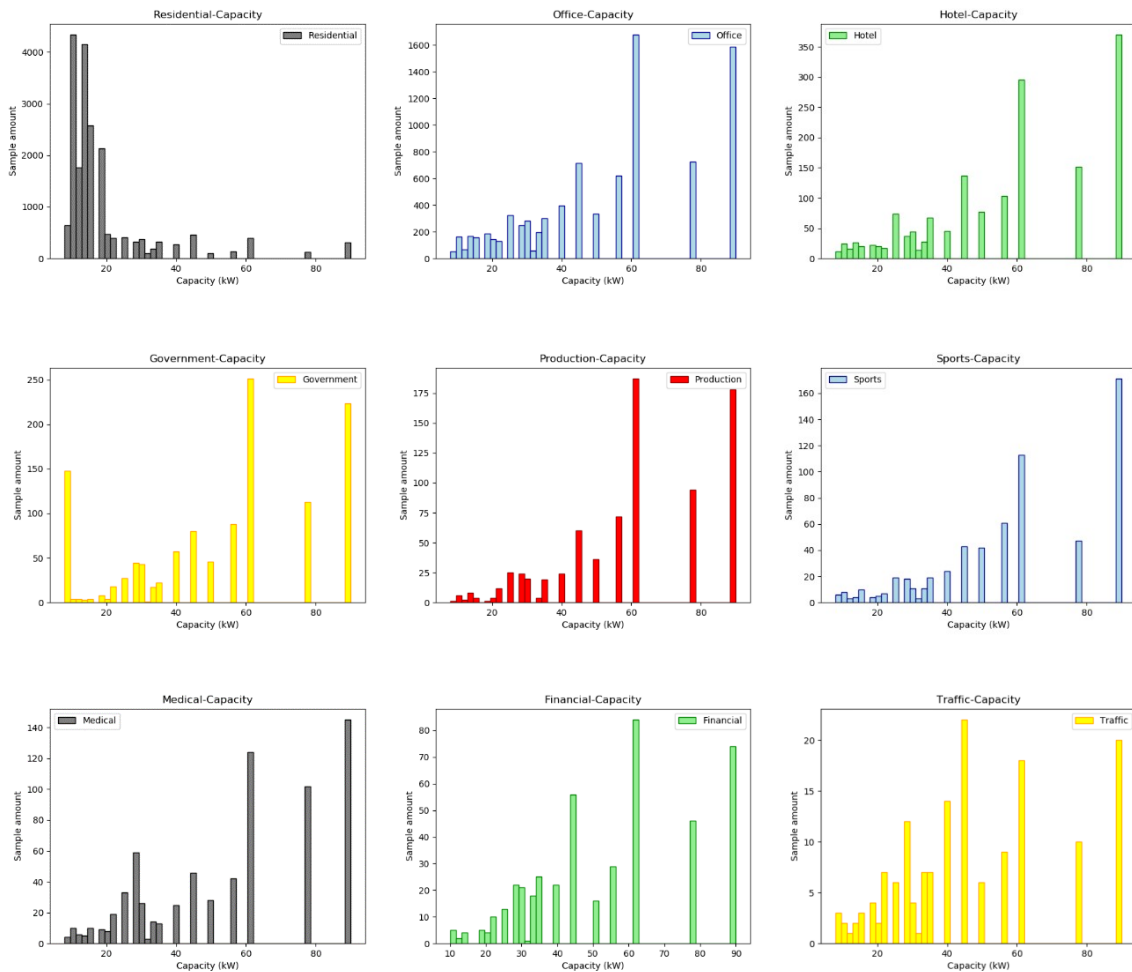 Residential-Capacity
Residential
Sample amount
4000
3000
2000
1000
0
20 40 60 80
Capacity (kW)
Office-Capacity
Office
Sample amount
1600
1400
1200
1000
800
600
400
200
0
20 40 60 80
Capacity (kW)
Hotel-Capacity
Hotel
Sample amount
350
300
250
200
150
100
50
0
20 40 60 80
Capacity (kW)
Government-Capacity
Government
Sample amount
250
200
150
100
50
0
20 40 60 80
Capacity (kW)
Production-Capacity
Production
Sample amount
175
150
125
100
75
50
25
0
20 40 60 80
Capacity (kW)
Sports-Capacity
Sports
Sample amount
160
140
120
100
80
60
40
20
0
20 40 60 80
Capacity (kW)
Medical-Capacity
Medical
Sample amount
140
120
100
80
60
40
20
0
20 40 60 80
Capacity (kW)
Financial-Capacity
Financial
Sample amount
80
70
60
50
40
30
20
10
0
10 20 30 40 50 60 70 80 90
Capacity (kW)
Traffic-Capacity
Traffic
Sample amount
20
15
10
5
0
20 40 60 80
Capacity (kW)